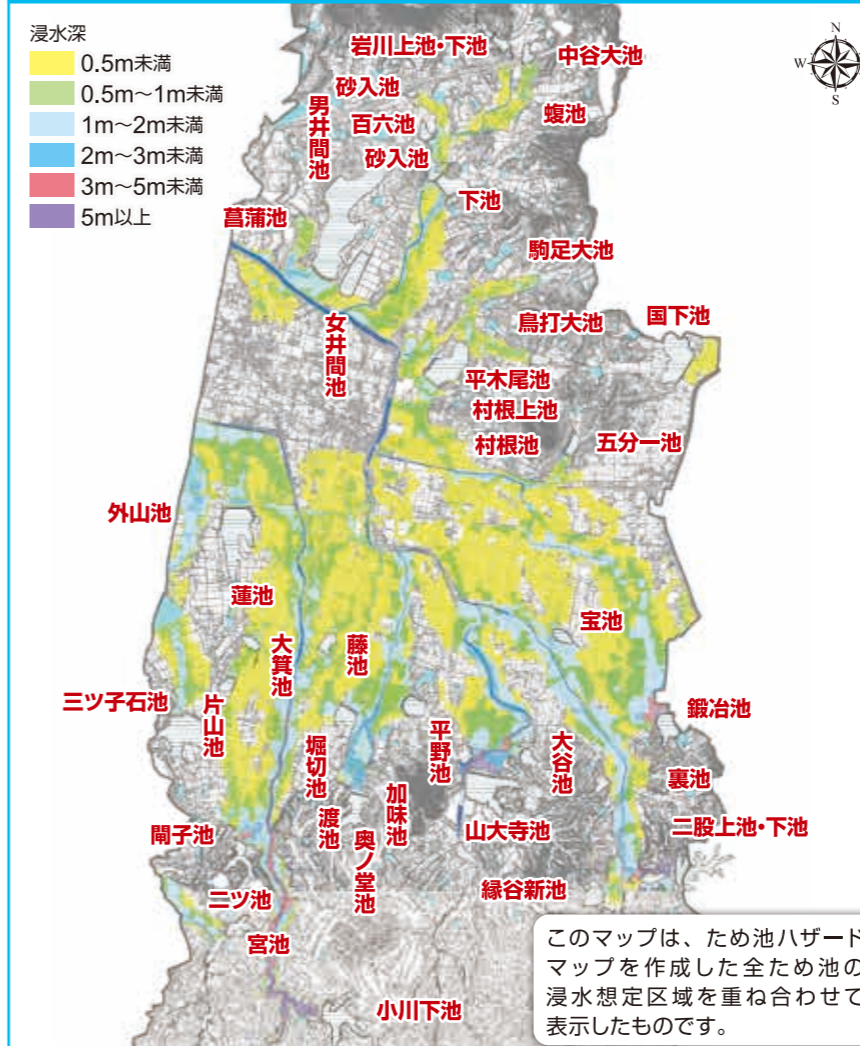 浸水深
0.5m未満
0.5m〜1m未満
1m〜2m未満
2m〜3m未満
3m〜5m未満
5m以上
N
W
S
岩川上池・下池
中谷大池
砂入池
男井間池
百六池
蝮池
砂入池
下池
菖蒲池
駒足大池
鳥打大池
国下池
女井間池
平木尾池
村根上池
村根池
五分一池
外山池
蓮池
大箕池
藤池
宝池
三ツ子石池
片山池
鍛冶池
堀切池
平野池
大谷池
裏池
渡池
加味池
山大寺池
二股上池・下池
奥ノ堂池
閘子池
縁谷新池
二ツ池
宮池
小川下池
このマップは、ため池ハザード
マップを作成した全ため池の
浸水想定区域を重ね合わせて
表示したものです。